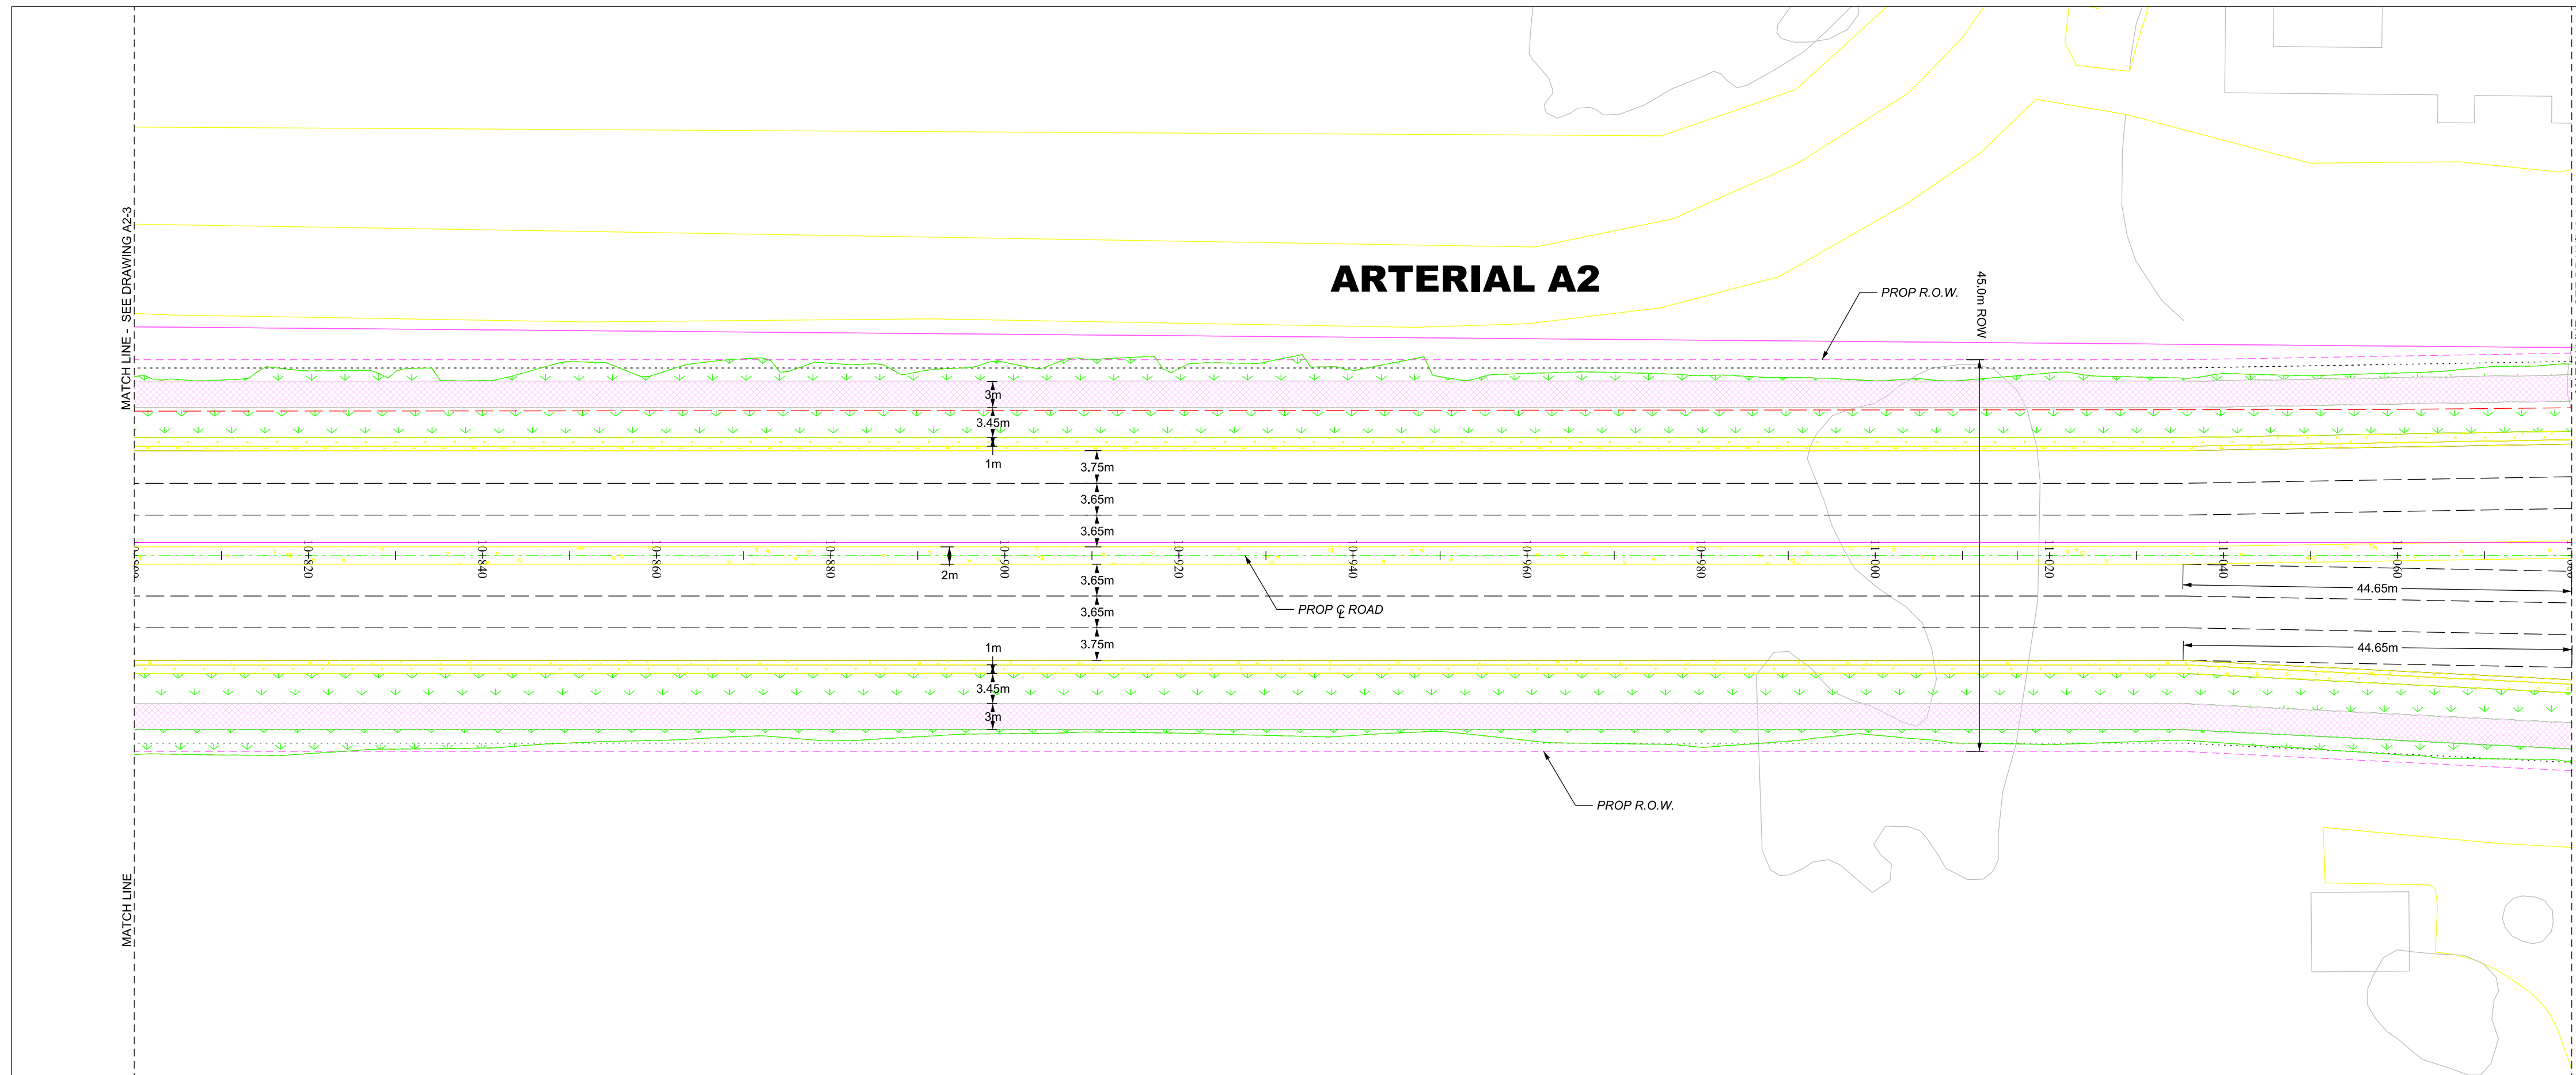 ARTERIAL A2
MATCH LINE - SEE DRAWING A2-3
PROP R.O.W.
45.0m ROW
3m
3.45m
1m
3.75m
3.65m
3.65m
10+820
10+840
10+860
10+880
10+900
10+920
10+940
10+960
10+980
11+000
11+020
11+040
11+060
2m
3.65m
44.65m
PROP ℄ ROAD
3.65m
1m
3.75m
44.65m
3.45m
3m
PROP R.O.W.
MATCH LINE